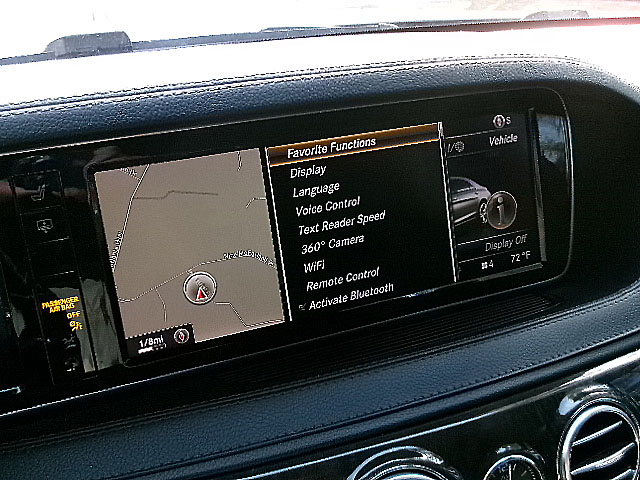 Favorite Functions
Display
Language
Voice Control
Text Reader Speed
360° Camera
WiFi
Remote Control
Activate Bluetooth
S
Vehicle
i
Display Off
4 72 °F
PASSENGER
AIR BAG
OFF
1/8mi